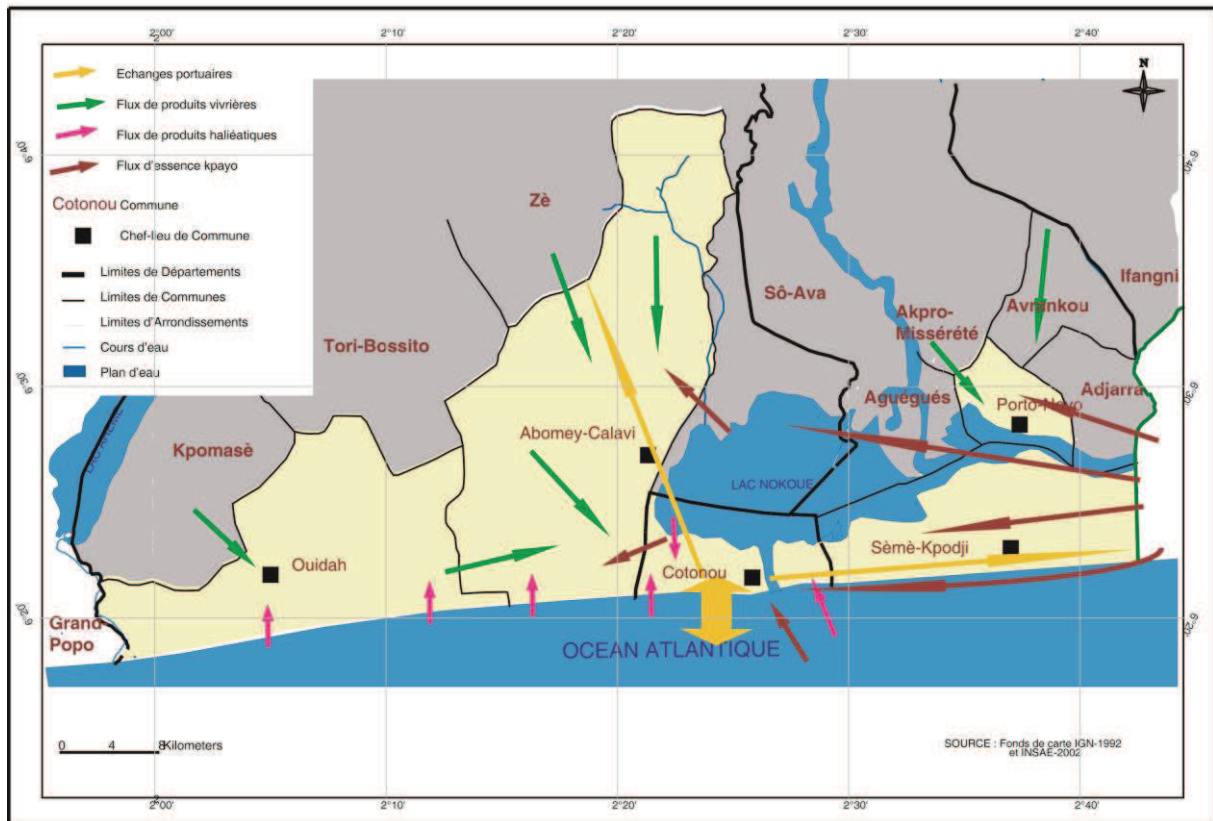 2°00'
2°10'
2°20'
2°30'
2°40'
N
Echanges portuaires
Flux de produits vivrières
Flux de produits haliéatiques
Flux d'essence kpayo
Cotonou Commune
Chef-lieu de Commune
Limites de Départements
Limites de Communes
Limites d'Arrondissements
Cours d'eau
Plan d'eau
6°40'
6°40'
Zè
Ifangni
Sô-Ava
Akpro-
Missérété
Avrankou
Tori-Bossito
6°30'
6°30'
Aguégués
Adjarra
Porto-Novo
Abomey-Calavi
Kpomasè
LAC AHEME
LAC NOKOUE
Sèmè-Kpodji
Ouidah
Cotonou
6°20'
6°20'
Grand
Popo
OCEAN ATLANTIQUE
0 4 8 Kilometers
SOURCE : Fonds de carte IGN-1992
et INSAE-2002
2°00'
2°10'
2°20'
2°30'
2°40'